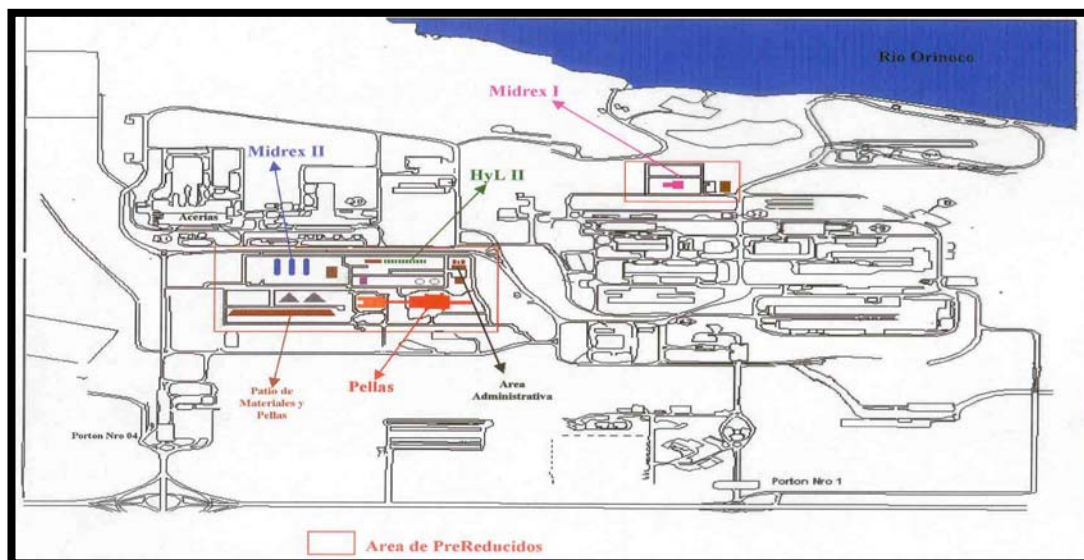 Rio Orinoco
Midrex I
Midrex II
HyL II
Acerías
Patio de
Materiales y
Pellas
Pellas
Area
Administrativa
Porton Nro 04
Porton Nro 1
Area de PreReducidos